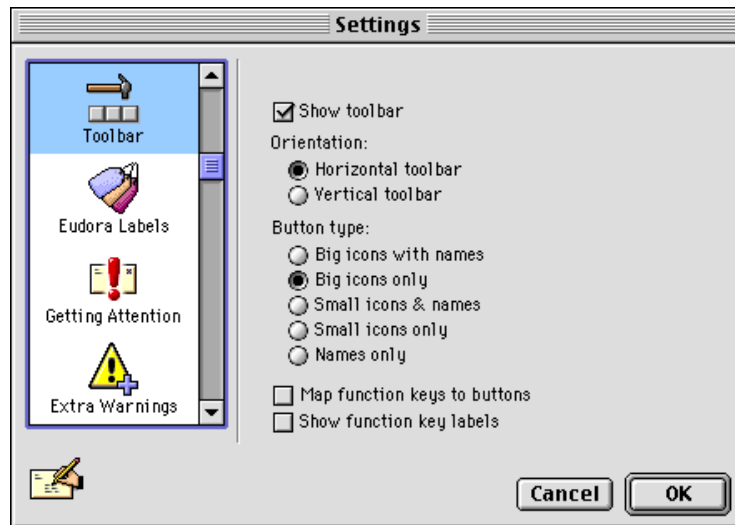 Settings
Toolbar
Eudora Labels
Getting Attention
Extra Warnings
Show toolbar
Orientation:
Horizontal toolbar
Vertical toolbar
Button type:
Big icons with names
Big icons only
Small icons & names
Small icons only
Names only
Map function keys to buttons
Show function key labels
Cancel
OK